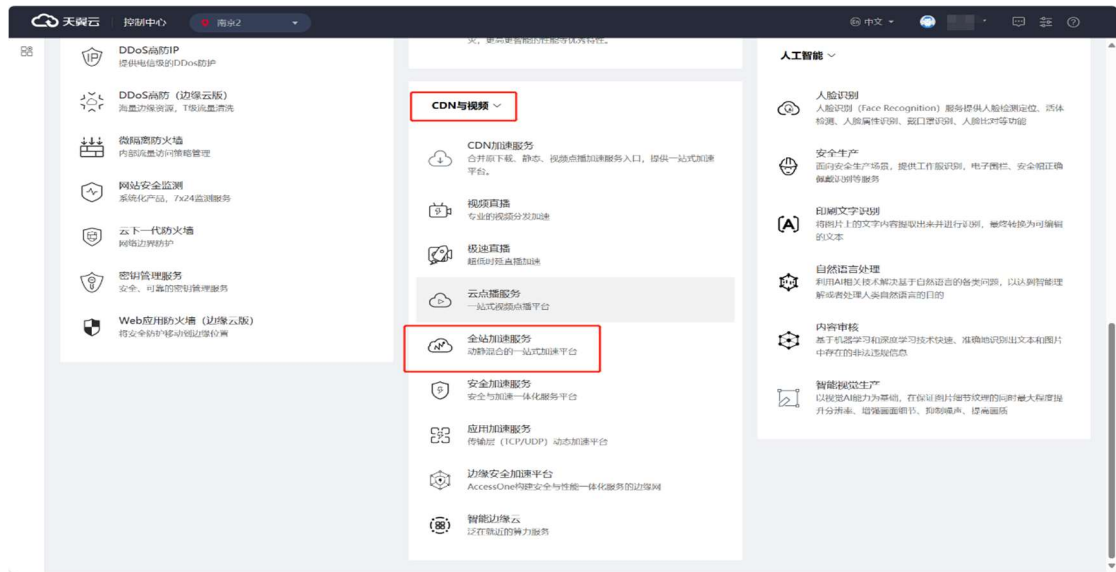 天翼云 控制中心 南京2 中文
DDoS高防IP
提供电信级的DDos防护
DDoS高防（边缘云版）
海量边缘资源，T级流量清洗
微隔离防火墙
内部流量访问策略管理
网站安全监测
系统化产品，7x24监测服务
云下一代防火墙
网络边界防护
密钥管理服务
安全、可靠的密钥管理服务
Web应用防火墙（边缘云版）
将安全防护移动到边缘位置
CDN与视频
CDN加速服务
合并原下载、静态、视频点播加速服务入口，提供一站式加速
平台。
视频直播
专业的视频分发加速
极速直播
超低时延直播加速
云点播服务
一站式视频点播平台
全站加速服务
动静混合的一站式加速平台
安全加速服务
安全与加速一体化服务平台
应用加速服务
传输层（TCP/UDP）动态加速平台
边缘安全加速平台
AccessOne构建安全与性能一体化服务的边缘网
智能边缘云
泛在就近的算力服务
人工智能
人脸识别
人脸识别（Face Recognition）服务提供人脸检测定位、活体
检测、人脸属性识别、戴口罩识别、人脸比对等功能
安全生产
面向安全生产场景，提供工作服识别，电子围栏、安全帽正确
佩戴识别等服务
印刷文字识别
将图片上的文字内容提取出来并进行识别，最终转换为可编辑
的文本
自然语言处理
利用AI相关技术解决基于自然语言的各类问题，以达到智能理
解或者处理人类自然语言的目的
内容审核
基于机器学习和深度学习技术快速、准确地识别出文本和图片
中存在的非法违规信息
智能视觉生产
以视觉AI能力为基础，在保证图片细节纹理的同时最大程度提
升分辨率、增强画面细节、抑制噪声、提高画质